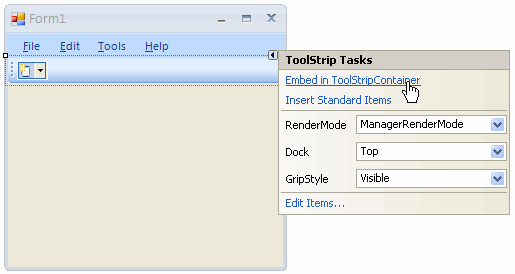 Form1
File Edit Tools Help
ToolStrip Tasks
Embed in ToolStripContainer
Insert Standard Items
RenderMode ManagerRenderMode
Dock Top
GripStyle Visible
Edit Items...